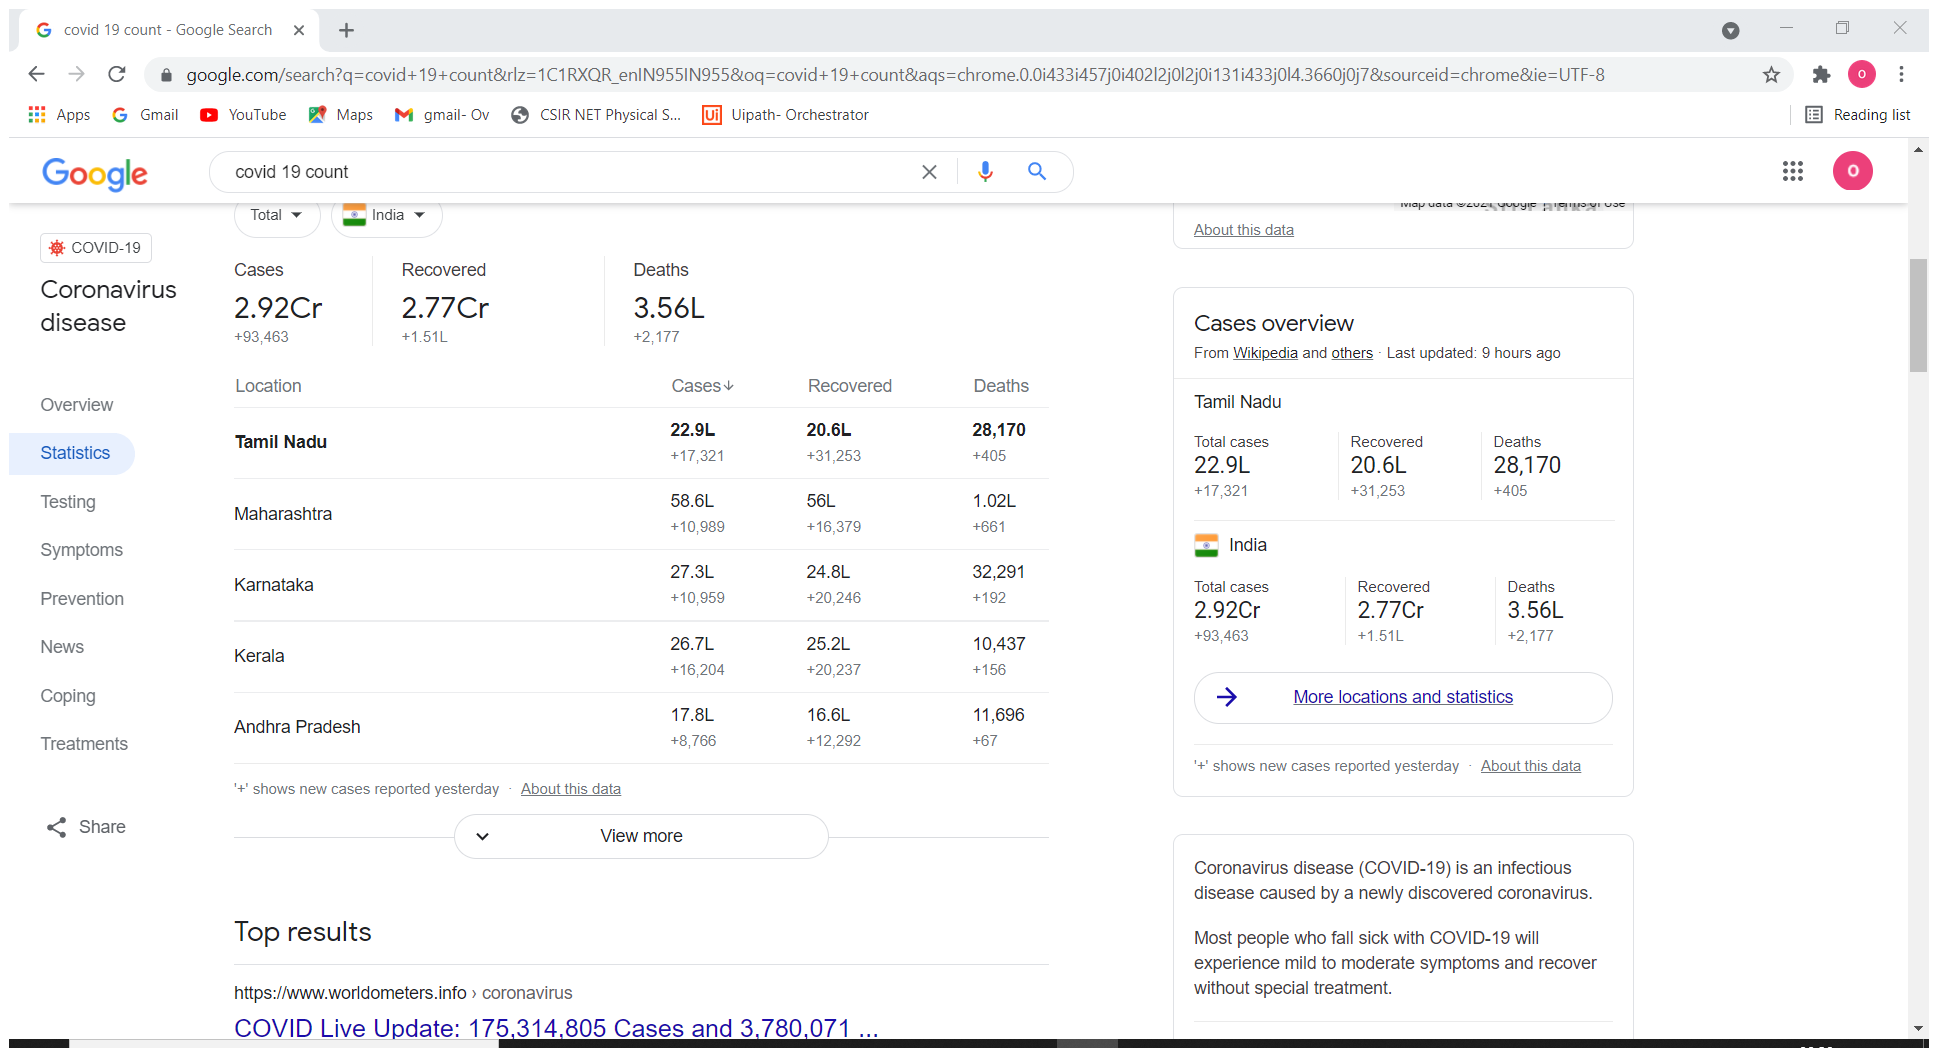 covid 19 count - Google Search
google.com/search?q=covid+19+count&rlz=1C1RXQR_enIN955IN955&oq=covid+19+count&aqs=chrome.0.0i433i457j0i402l2j0l2j0i131i433j0l4.3660j0j7&sourceid=chrome&ie=UTF-8
O
Apps Gmail YouTube Maps gmail- Ov CSIR NET Physical S... Ui Uipath- Orchestrator Reading list
Google covid 19 count O
Total India
Map data ©2021 Google Terms of Use
About this data
COVID-19
Coronavirus
disease
Overview
Statistics
Testing
Symptoms
Prevention
News
Coping
Treatments
Share
Cases Recovered Deaths
2.92Cr 2.77Cr 3.56L
+93,463 +1.51L +2,177
Location Cases↓ Recovered Deaths
Tamil Nadu 22.9L 20.6L 28,170
+17,321 +31,253 +405
Maharashtra 58.6L 56L 1.02L
+10,989 +16,379 +661
Karnataka 27.3L 24.8L 32,291
+10,959 +20,246 +192
Kerala 26.7L 25.2L 10,437
+16,204 +20,237 +156
Andhra Pradesh 17.8L 16.6L 11,696
+8,766 +12,292 +67
'+' shows new cases reported yesterday · About this data
View more
Top results
https://www.worldometers.info › coronavirus
COVID Live Update: 175,314,805 Cases and 3,780,071 ...
Cases overview
From Wikipedia and others · Last updated: 9 hours ago
Tamil Nadu
Total cases Recovered Deaths
22.9L 20.6L 28,170
+17,321 +31,253 +405
India
Total cases Recovered Deaths
2.92Cr 2.77Cr 3.56L
+93,463 +1.51L +2,177
More locations and statistics
'+' shows new cases reported yesterday · About this data
Coronavirus disease (COVID-19) is an infectious
disease caused by a newly discovered coronavirus.
Most people who fall sick with COVID-19 will
experience mild to moderate symptoms and recover
without special treatment.